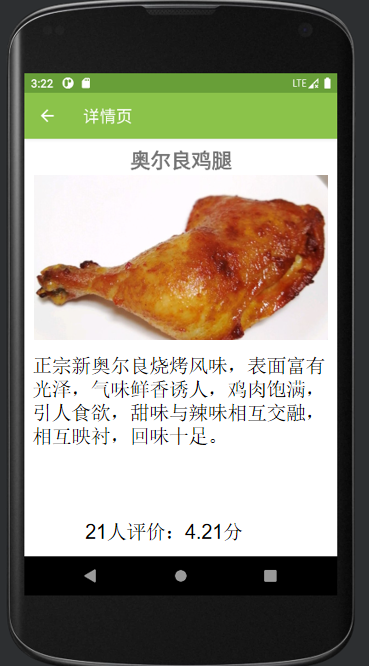 3:22
LTE
详情页
奥尔良鸡腿
正宗新奥尔良烧烤风味，表面富有
光泽，气味鲜香诱人，鸡肉饱满，
引人食欲，甜味与辣味相互交融，
相互映衬，回味十足。
21人评价：4.21分